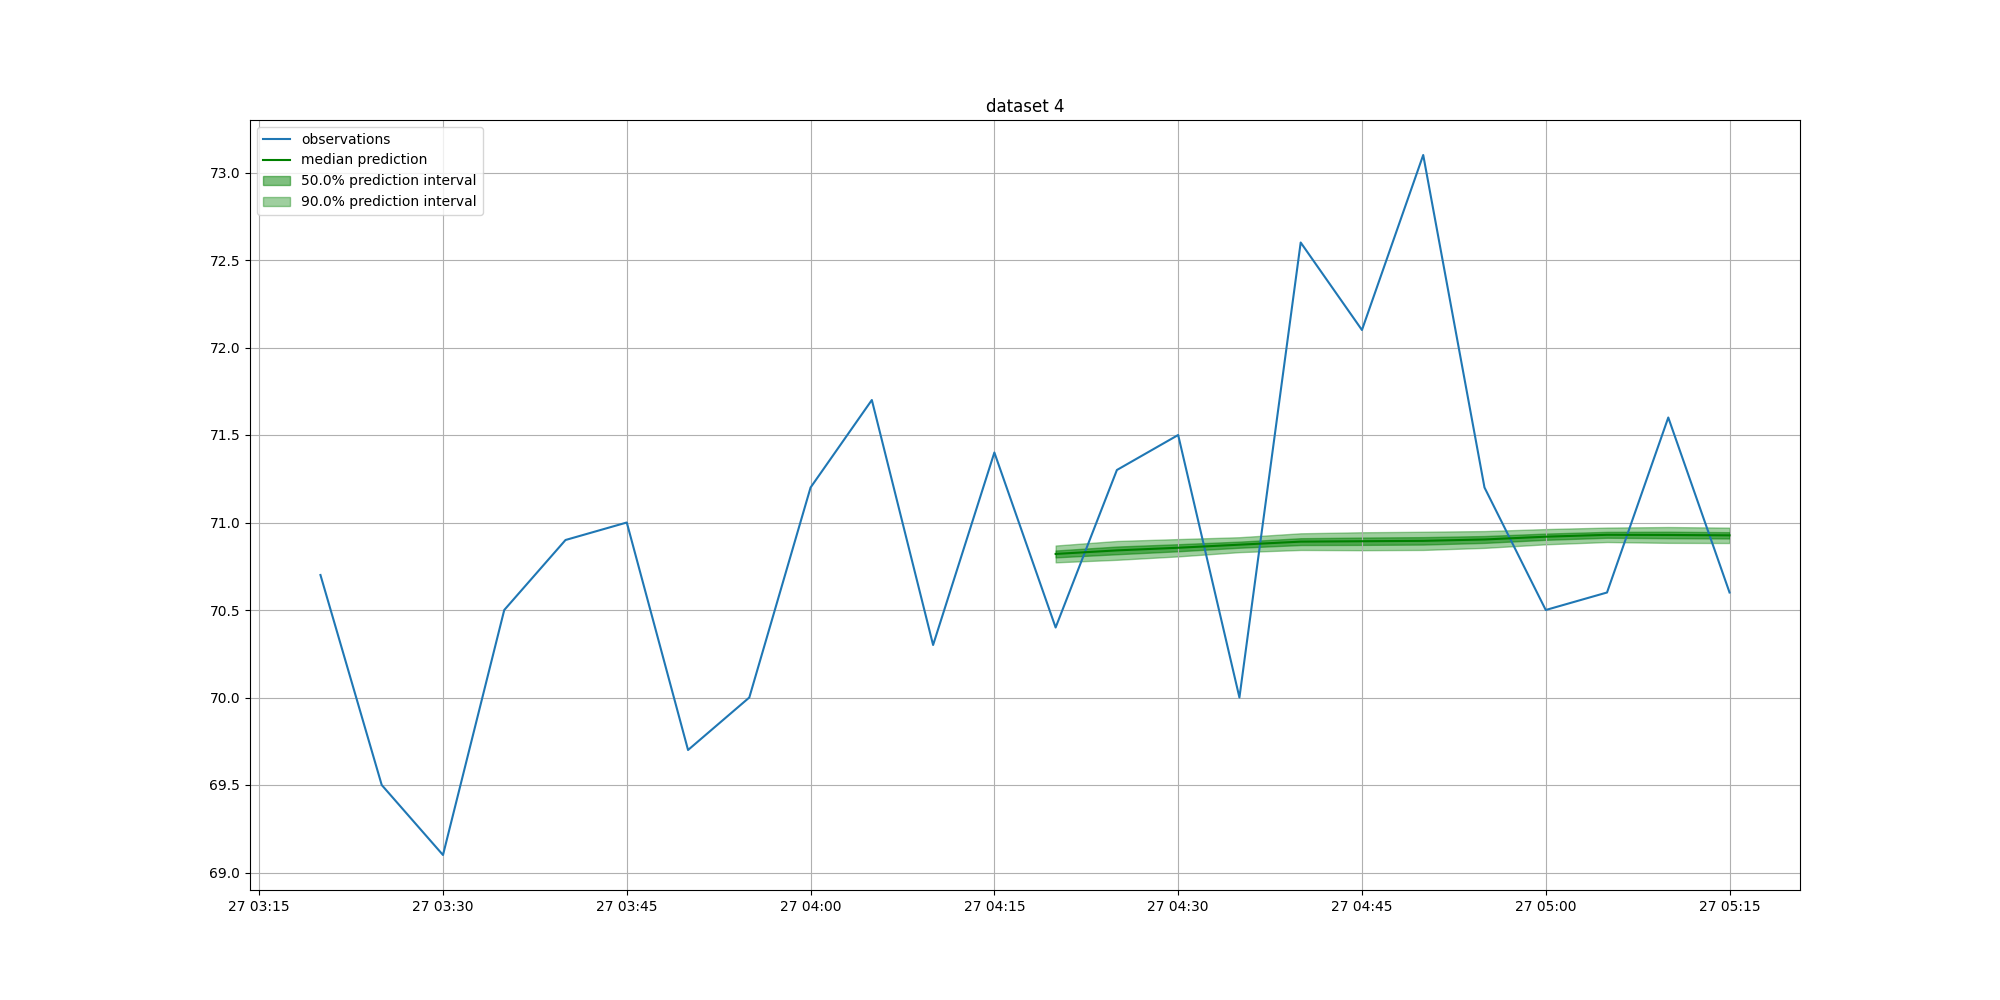 dataset 4
observations
median prediction
50.0% prediction interval
90.0% prediction interval
73.0
72.5
72.0
71.5
71.0
70.5
70.0
69.5
69.0
27 03:15 27 03:30 27 03:45 27 04:00 27 04:15 27 04:30 27 04:45 27 05:00 27 05:15